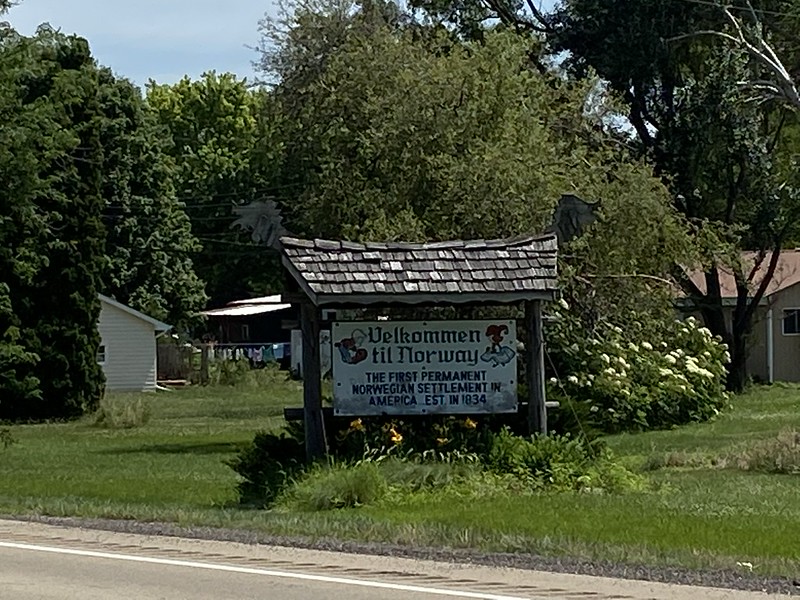 Velkommen
til Norway
THE FIRST PERMANENT
NORWEGIAN SETTLEMENT IN
AMERICA EST IN 1834